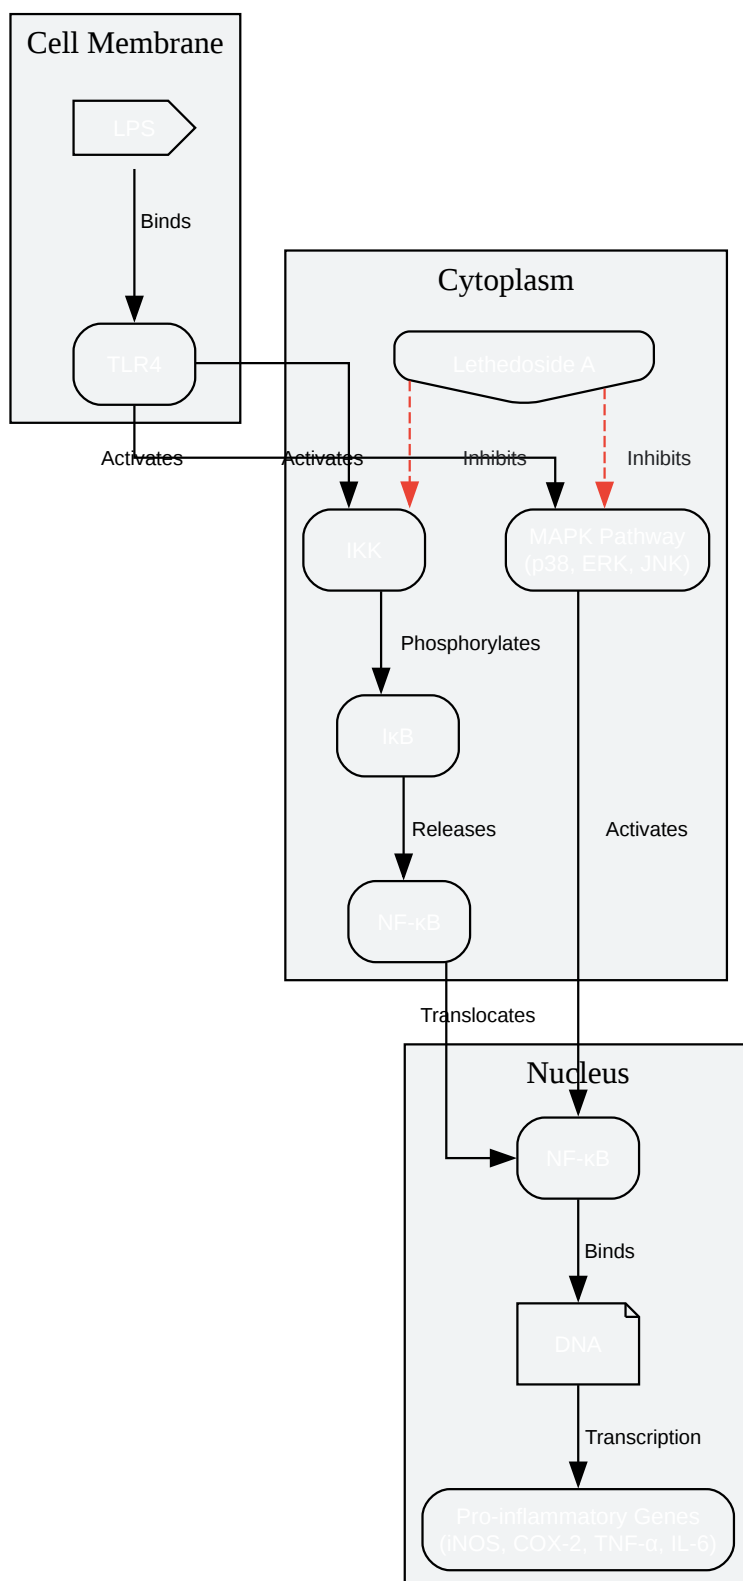 Cell Membrane
LPS
Binds
TLR4
Cytoplasm
Lethedoside A
Activates
Activates
Inhibits
Inhibits
IKK
MAPK Pathway
(p38, ERK, JNK)
Phosphorylates
IκB
Releases
Activates
NF-κB
Translocates
Nucleus
NF-κB
Binds
DNA
Transcription
Pro-inflammatory Genes
(iNOS, COX-2, TNF-α, IL-6)